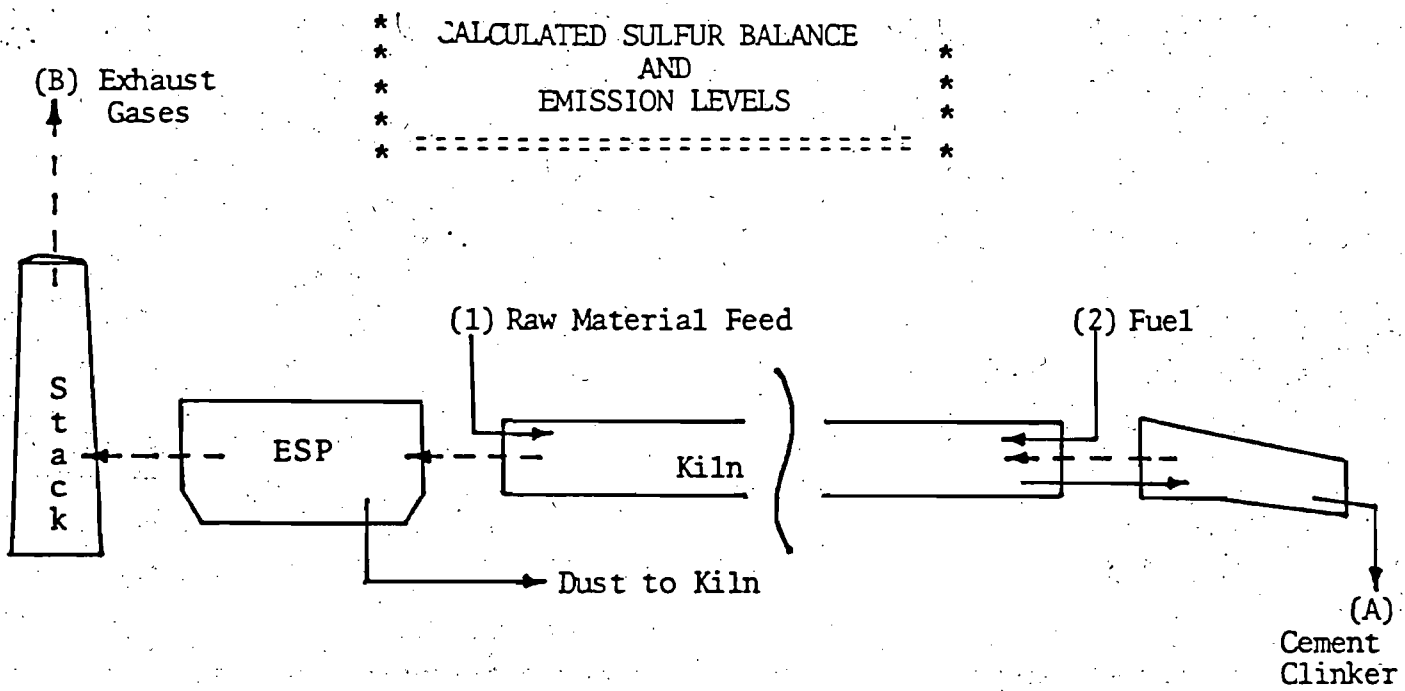 CALCULATED SULFUR BALANCE
AND
EMISSION LEVELS
(B) Exhaust
Gases
(1) Raw Material Feed
(2) Fuel
Stack
ESP
Kiln
Dust to Kiln
(A)
Cement
Clinker